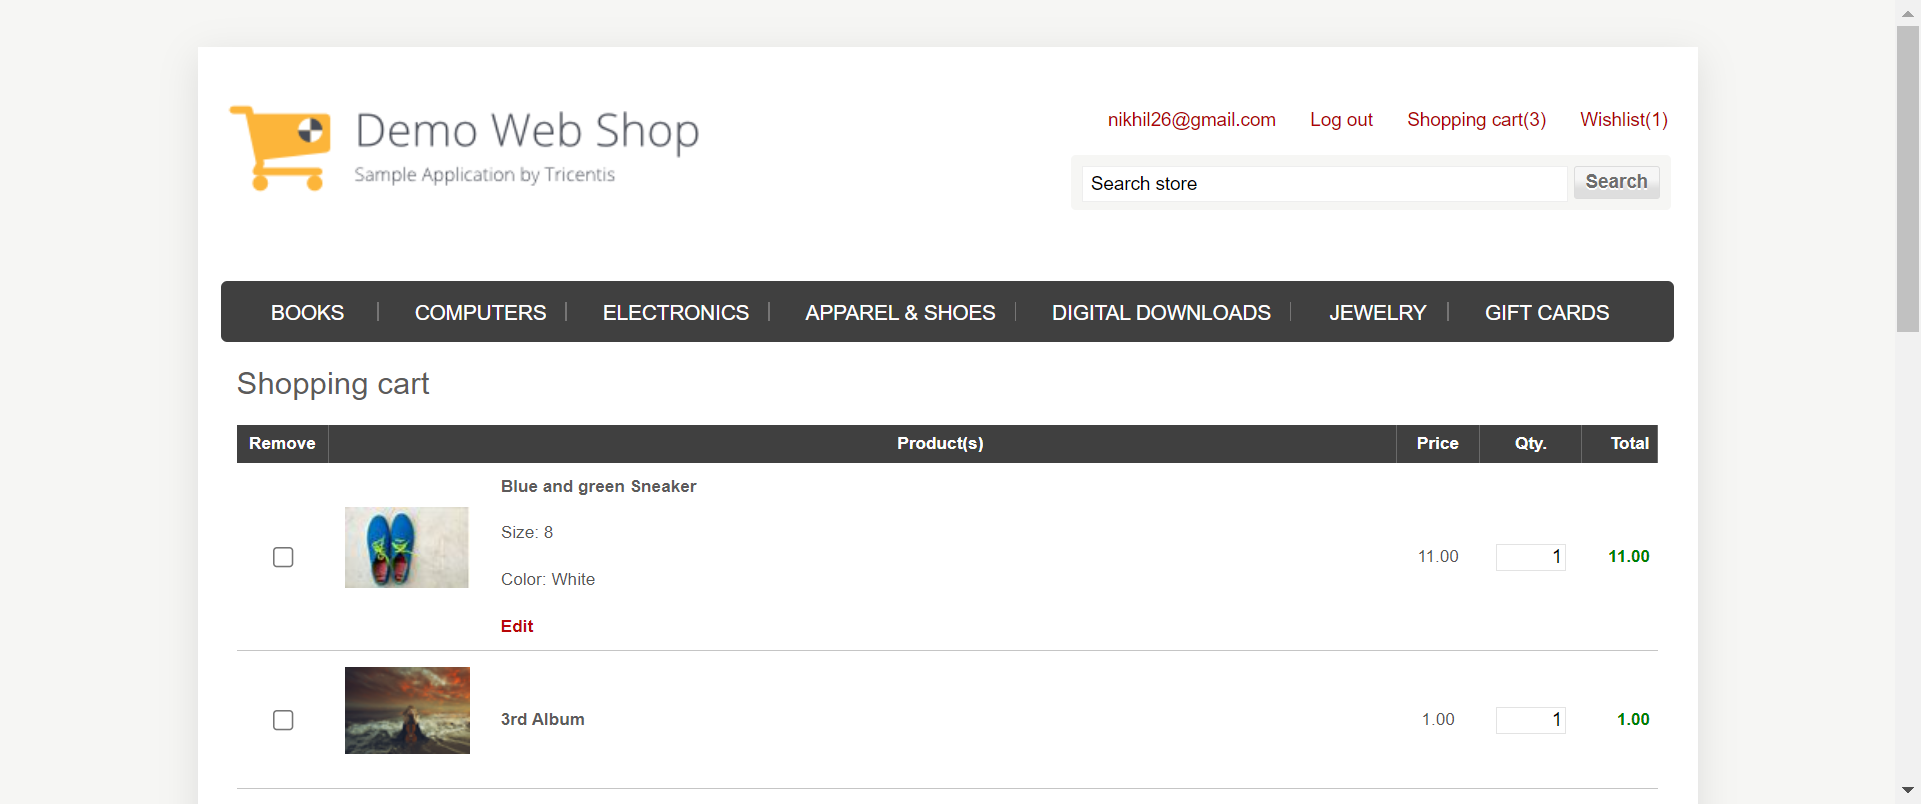 Demo Web Shop
Sample Application by Tricentis
nikhil26@gmail.com Log out Shopping cart(3) Wishlist(1)
Search store Search
BOOKS COMPUTERS ELECTRONICS APPAREL & SHOES DIGITAL DOWNLOADS JEWELRY GIFT CARDS
Shopping cart
Remove Product(s) Price Qty. Total
Blue and green Sneaker
Size: 8
Color: White
11.00 1 11.00
Edit
3rd Album 1.00 1 1.00